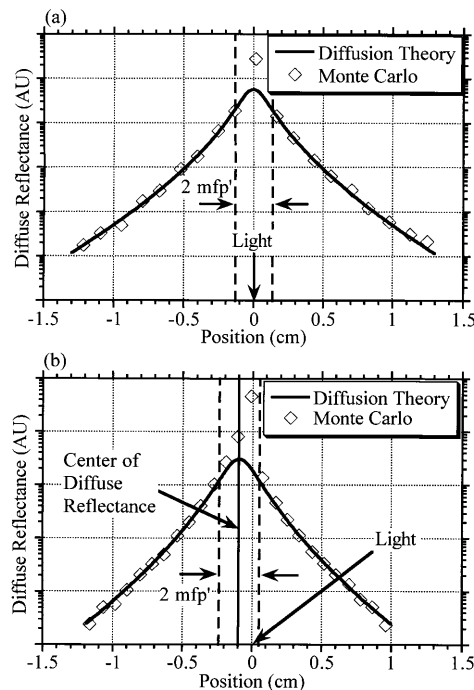 (a)
Diffusion Theory
Monte Carlo
Diffuse Reflectance (AU)
2 mfp'
Light
-1.5 -1 -0.5 0 0.5 1 1.5
Position (cm)
(b)
Diffusion Theory
Monte Carlo
Diffuse Reflectance (AU)
Center of
Diffuse
Reflectance
Light
2 mfp'
-1.5 -1 -0.5 0 0.5 1 1.5
Position (cm)